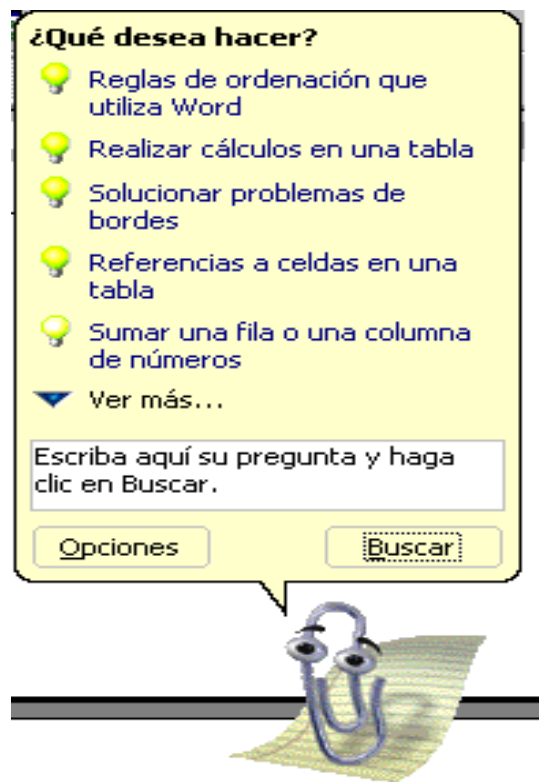 ¿Qué desea hacer?
Reglas de ordenación que
utiliza Word
Realizar cálculos en una tabla
Solucionar problemas de
bordes
Referencias a celdas en una
tabla
Sumar una fila o una columna
de números
Ver más...
Escriba aquí su pregunta y haga
clic en Buscar.
Opciones
Buscar